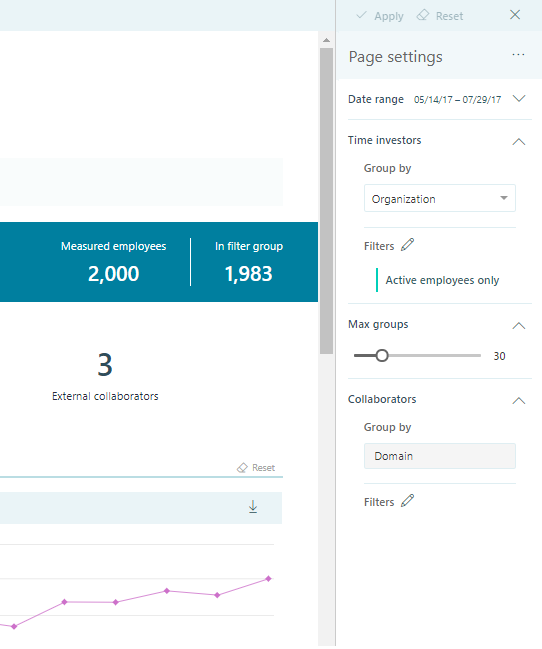 Apply Reset
Page settings
Date range 05/14/17 – 07/29/17
Time investors
Group by
Organization
Filters
Active employees only
Max groups
30
Collaborators
Group by
Domain
Filters
Measured employees In filter group
2,000 1,983
3
External collaborators
Reset